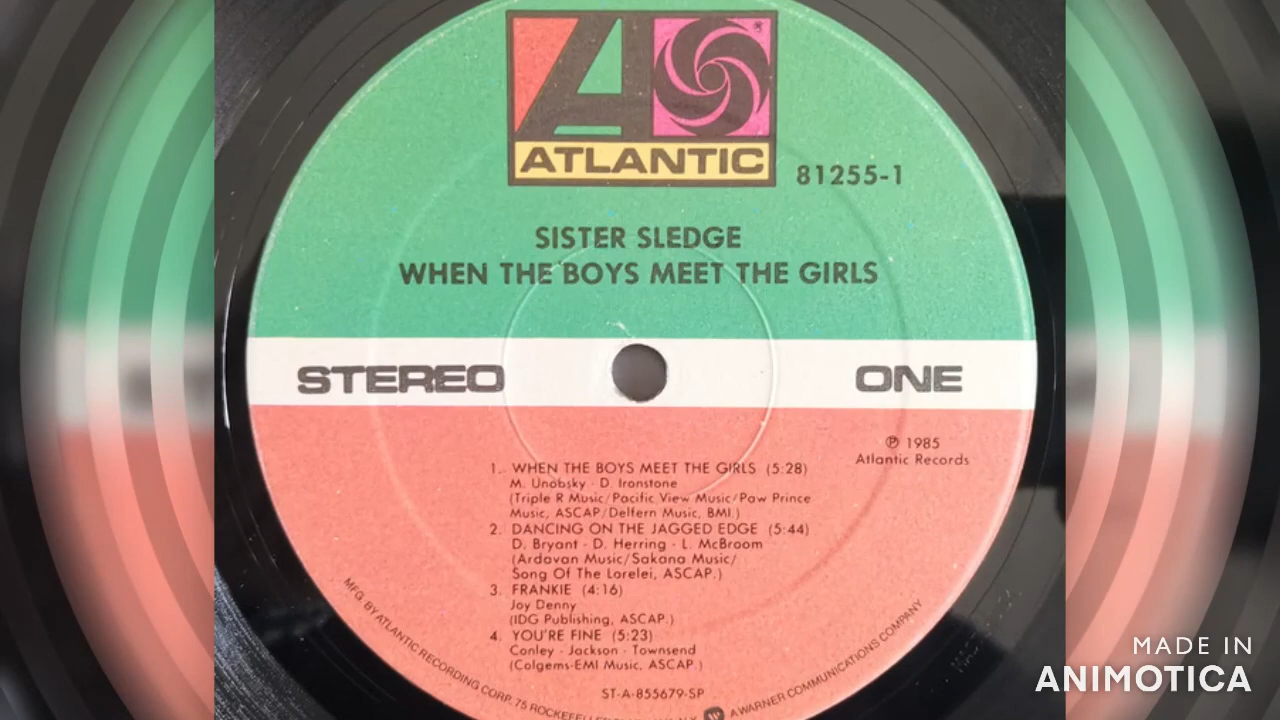 ATLANTIC
81255-1
SISTER SLEDGE
WHEN THE BOYS MEET THE GIRLS
STEREO
ONE
℗ 1985
Atlantic Records
1. WHEN THE BOYS MEET THE GIRLS (5:28)
M. Unobsky - D. Ironstone
(Triple R Music/Pacific View Music/Paw Prince
Music, ASCAP/Delfern Music, BMI.)
2. DANCING ON THE JAGGED EDGE (5:44)
D. Bryant - D. Herring - L. McBroom
(Ardavan Music/Sakana Music/
Song Of The Lorelei, ASCAP.)
3. FRANKIE (4:16)
Joy Denny
(IDG Publishing, ASCAP.)
4. YOU'RE FINE (5:23)
Conley - Jackson - Townsend
(Colgems-EMI Music, ASCAP.)
ST-A-855679-SP
MFG. BY ATLANTIC RECORDING CORP. 75
A WARNER COMMUNICATIONS COMPANY
MADE IN
ANIMOTICA